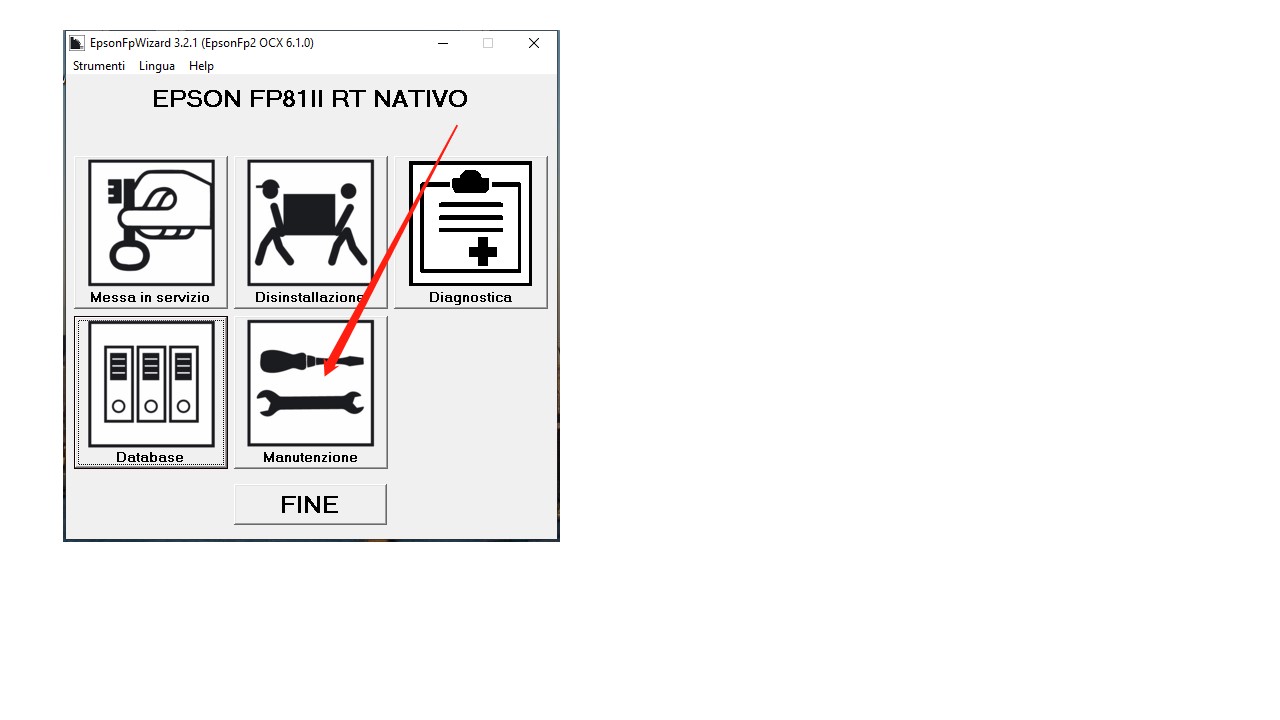 EpsonFpWizard 3.2.1 (EpsonFp2 OCX 6.1.0)
Strumenti Lingua Help
EPSON FP81II RT NATIVO
Messa in servizio
Disinstallazione
Diagnostica
Database
Manutenzione
FINE